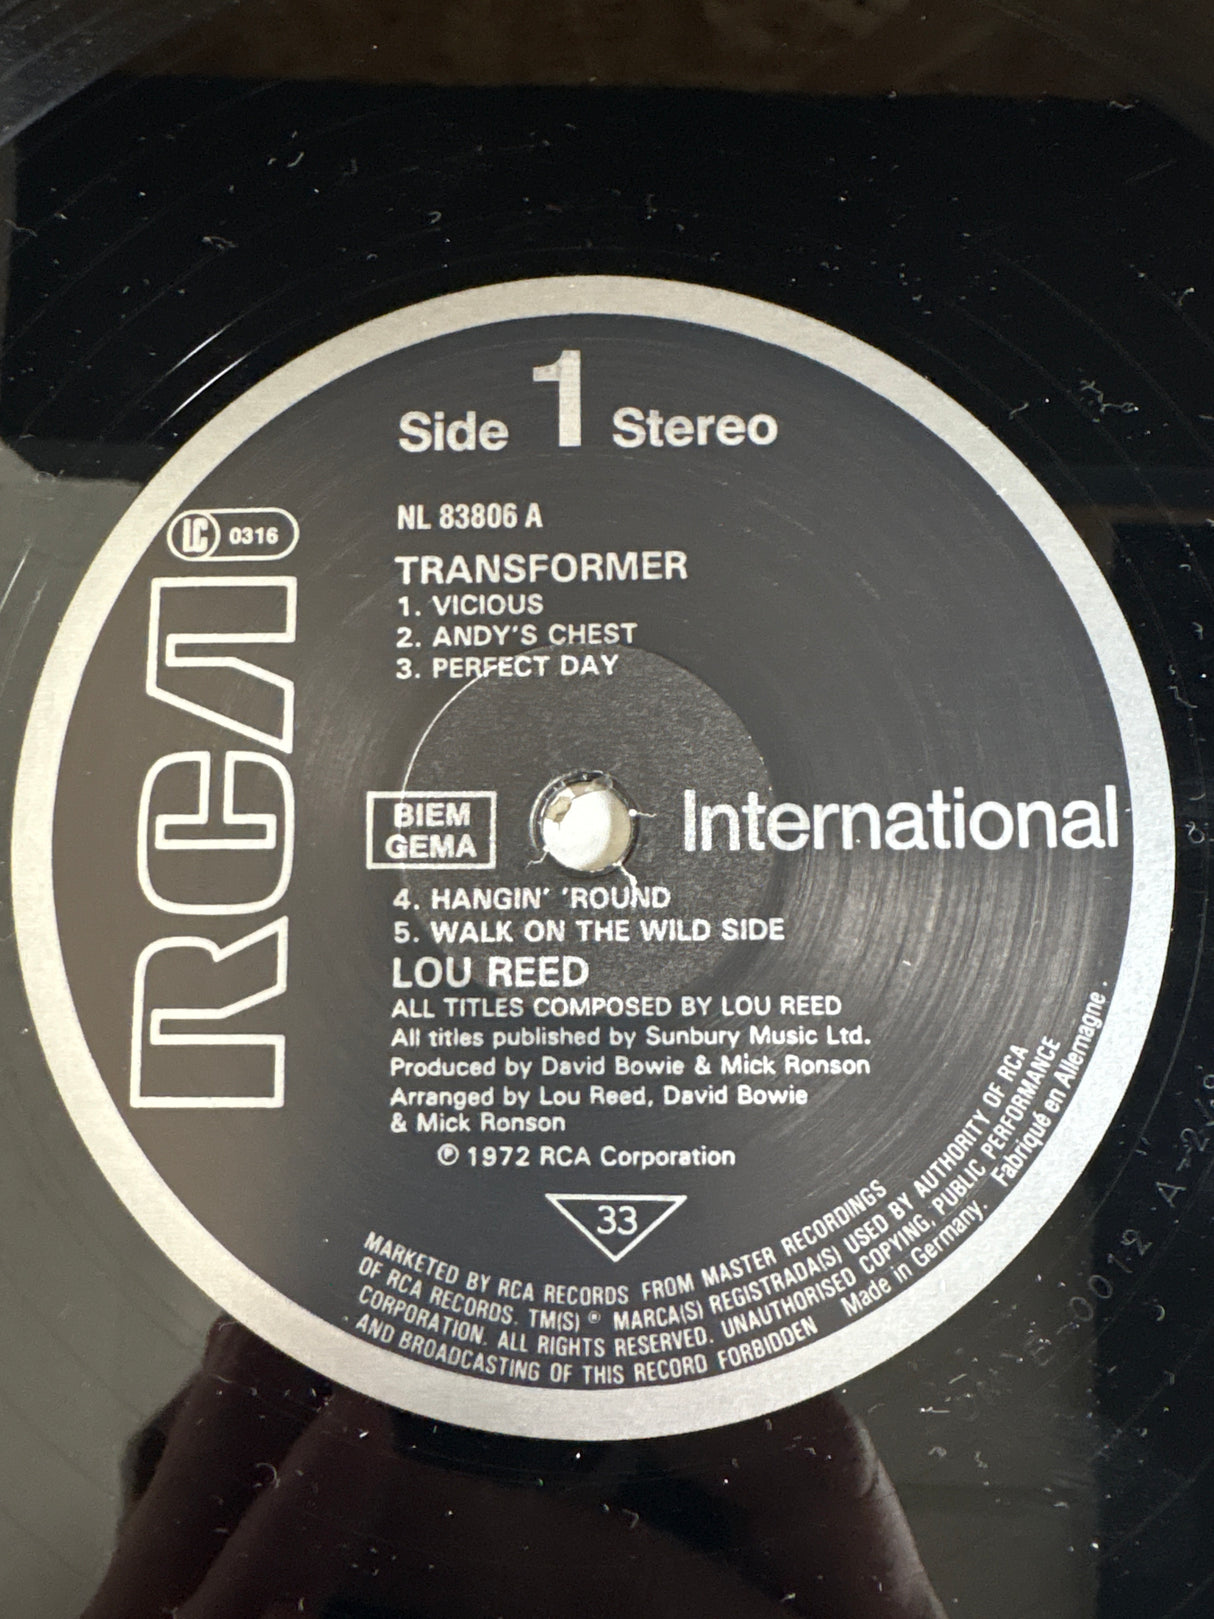 Side 1 Stereo
LC 0316
NL 83806 A
TRANSFORMER
1. VICIOUS
2. ANDY'S CHEST
3. PERFECT DAY
RCA
BIEM
GEMA
International
4. HANGIN' 'ROUND
5. WALK ON THE WILD SIDE
LOU REED
ALL TITLES COMPOSED BY LOU REED
All titles published by Sunbury Music Ltd.
Produced by David Bowie & Mick Ronson
Arranged by Lou Reed, David Bowie
& Mick Ronson
℗ 1972 RCA Corporation
33
MARKETED BY RCA RECORDS FROM MASTER RECORDINGS
OF RCA RECORDS. TM(S) ® MARCA(S) REGISTRADA(S) USED BY AUTHORITY OF RCA
CORPORATION. ALL RIGHTS RESERVED. UNAUTHORISED COPYING, PUBLIC PERFORMANCE
AND BROADCASTING OF THIS RECORD FORBIDDEN Made in Germany. Fabriqué en Allemagne.